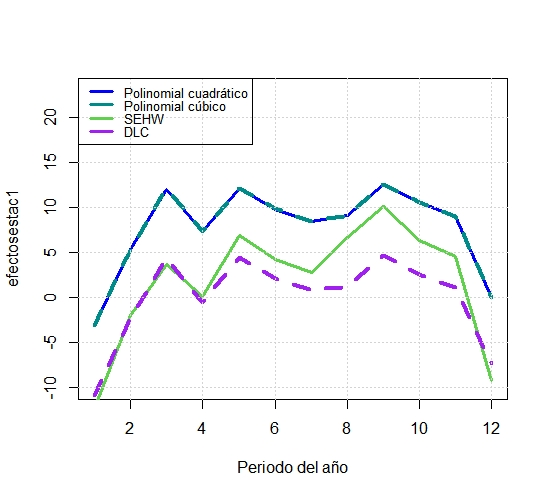 Polinomial cuadrático
Polinomial cúbico
SEHW
DLC
efectosestac1
20
15
10
5
0
-5
-10
2 4 6 8 10 12
Periodo del año